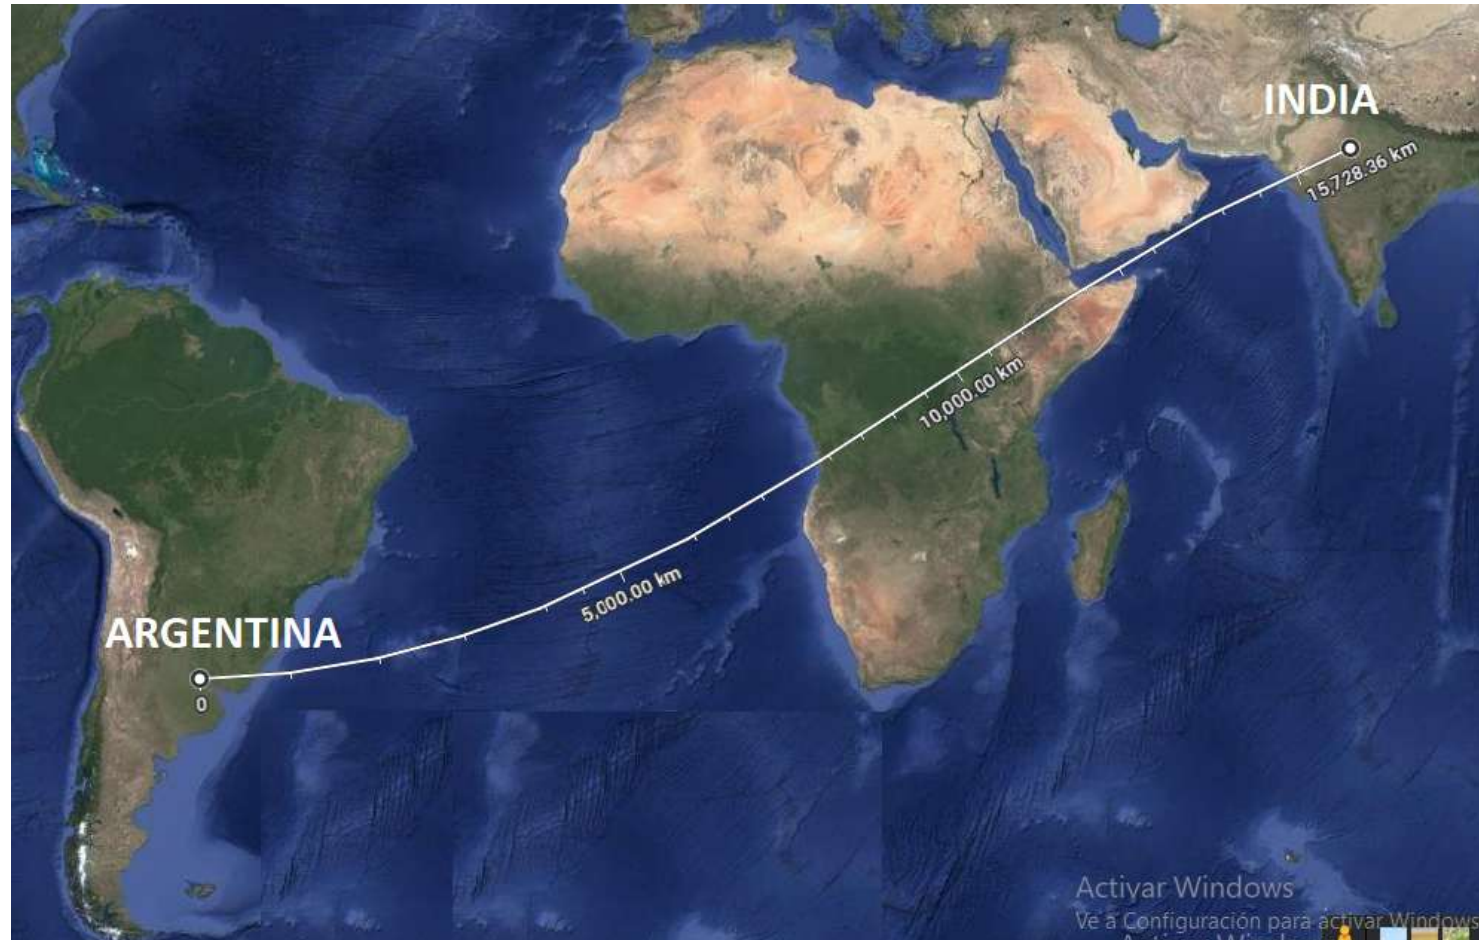 INDIA
15,728.36 km
10,000.00 km
5,000.00 km
ARGENTINA
0
Activar Windows
Ve a Configuración para activar Windows